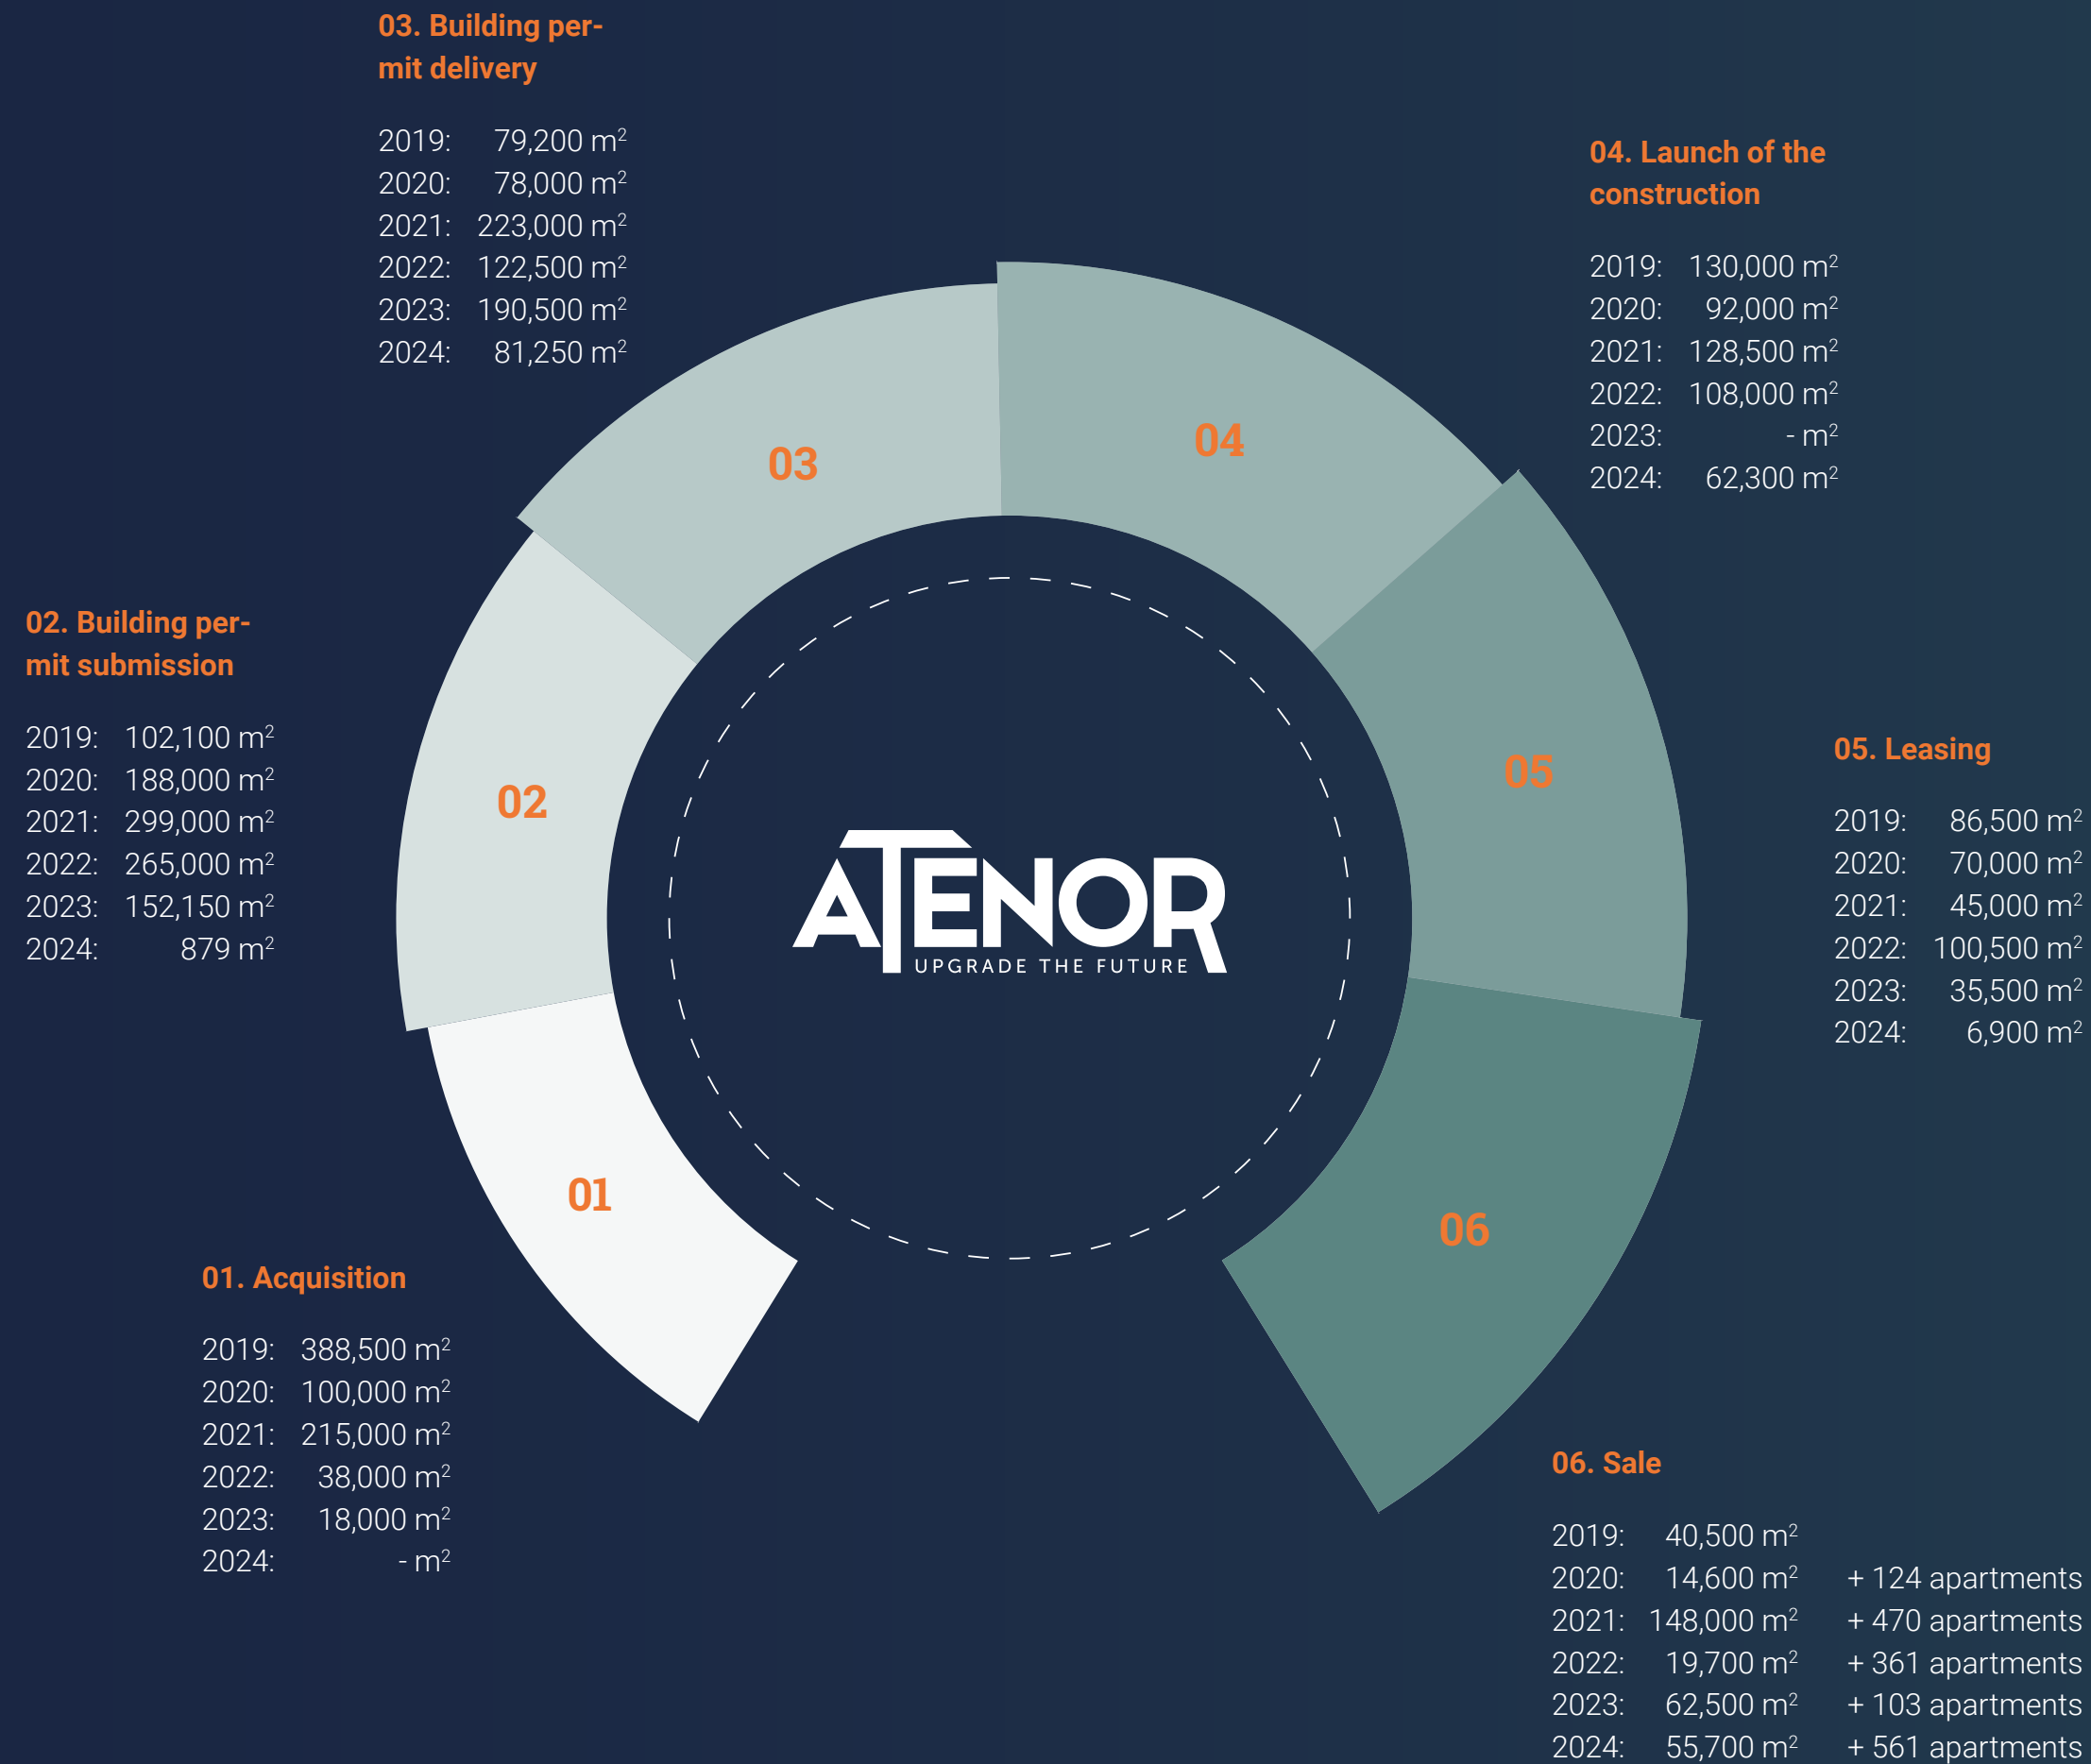 03. Building per-
mit delivery
2019: 79,200 m²
2020: 78,000 m²
2021: 223,000 m²
2022: 122,500 m²
2023: 190,500 m²
2024: 81,250 m²
04. Launch of the
construction
2019: 130,000 m²
2020: 92,000 m²
2021: 128,500 m²
2022: 108,000 m²
2023: - m²
2024: 62,300 m²
03
04
02. Building per-
mit submission
2019: 102,100 m²
2020: 188,000 m²
2021: 299,000 m²
2022: 265,000 m²
2023: 152,150 m²
2024: 879 m²
02
05
ATENOR
UPGRADE THE FUTURE
05. Leasing
2019: 86,500 m²
2020: 70,000 m²
2021: 45,000 m²
2022: 100,500 m²
2023: 35,500 m²
2024: 6,900 m²
01
06
01. Acquisition
2019: 388,500 m²
2020: 100,000 m²
2021: 215,000 m²
2022: 38,000 m²
2023: 18,000 m²
2024: - m²
06. Sale
2019: 40,500 m²
2020: 14,600 m² + 124 apartments
2021: 148,000 m² + 470 apartments
2022: 19,700 m² + 361 apartments
2023: 62,500 m² + 103 apartments
2024: 55,700 m² + 561 apartments